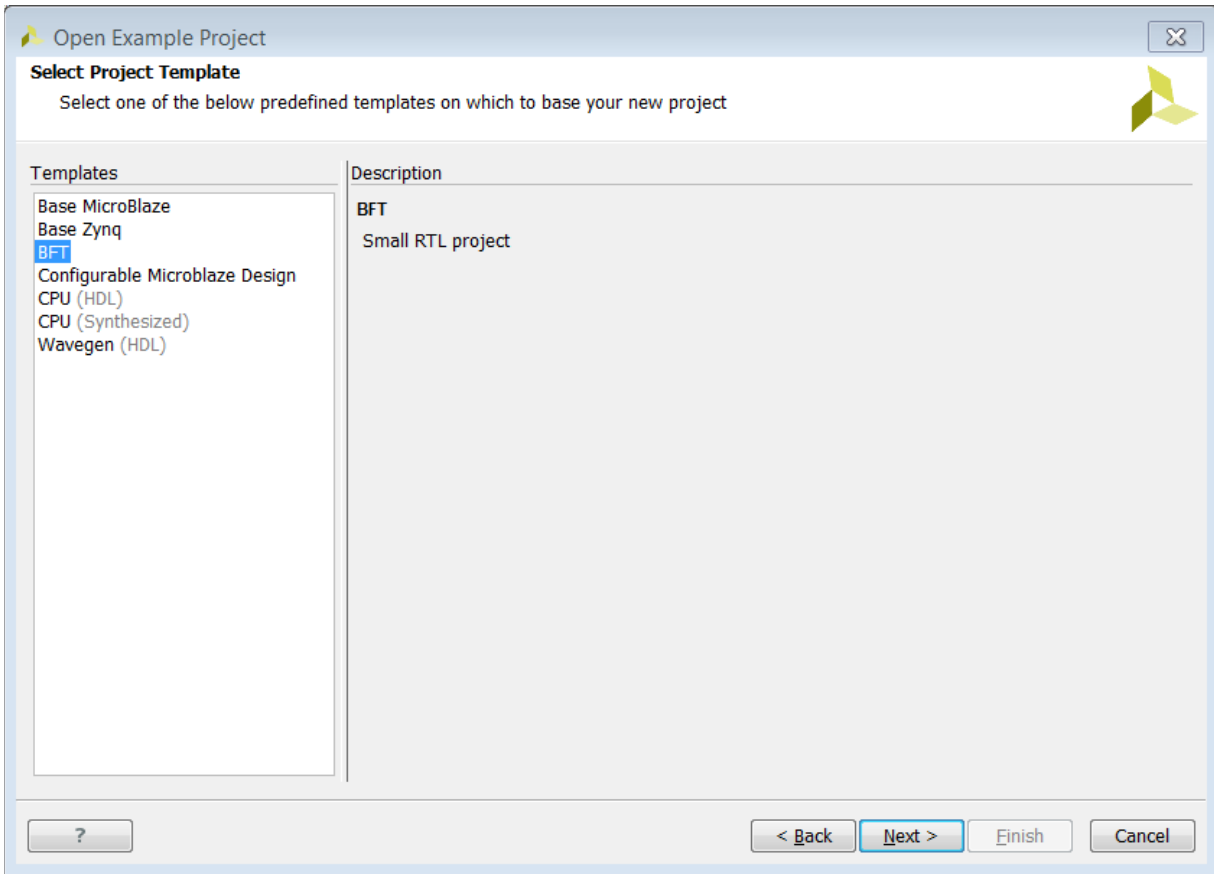 Open Example Project
Select Project Template
Select one of the below predefined templates on which to base your new project
Templates
Base MicroBlaze
Base Zynq
BFT
Configurable Microblaze Design
CPU (HDL)
CPU (Synthesized)
Wavegen (HDL)
Description
BFT
Small RTL project
?
< Back
Next >
Finish
Cancel